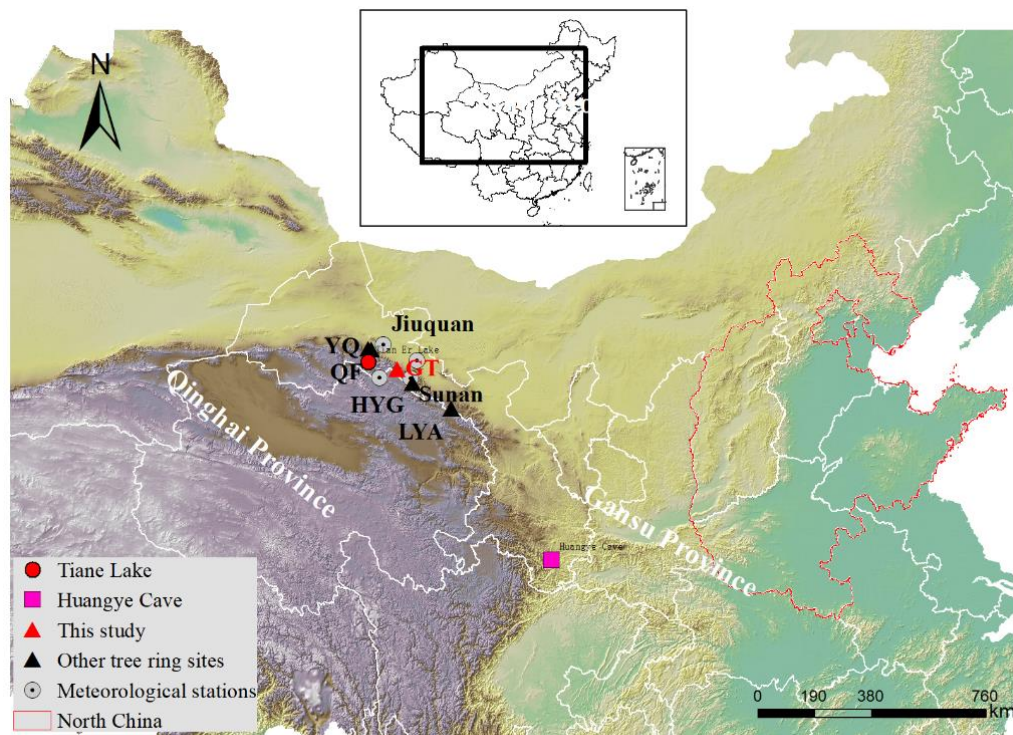 N
Jiuquan
YQ
QF
GT
HYG
Sunan
LYA
Qinghai Province
Gansu Province
Huangye Cave
Tiane Lake
Huangye Cave
This study
Other tree ring sites
Meteorological stations
North China
0 190 380 760
km